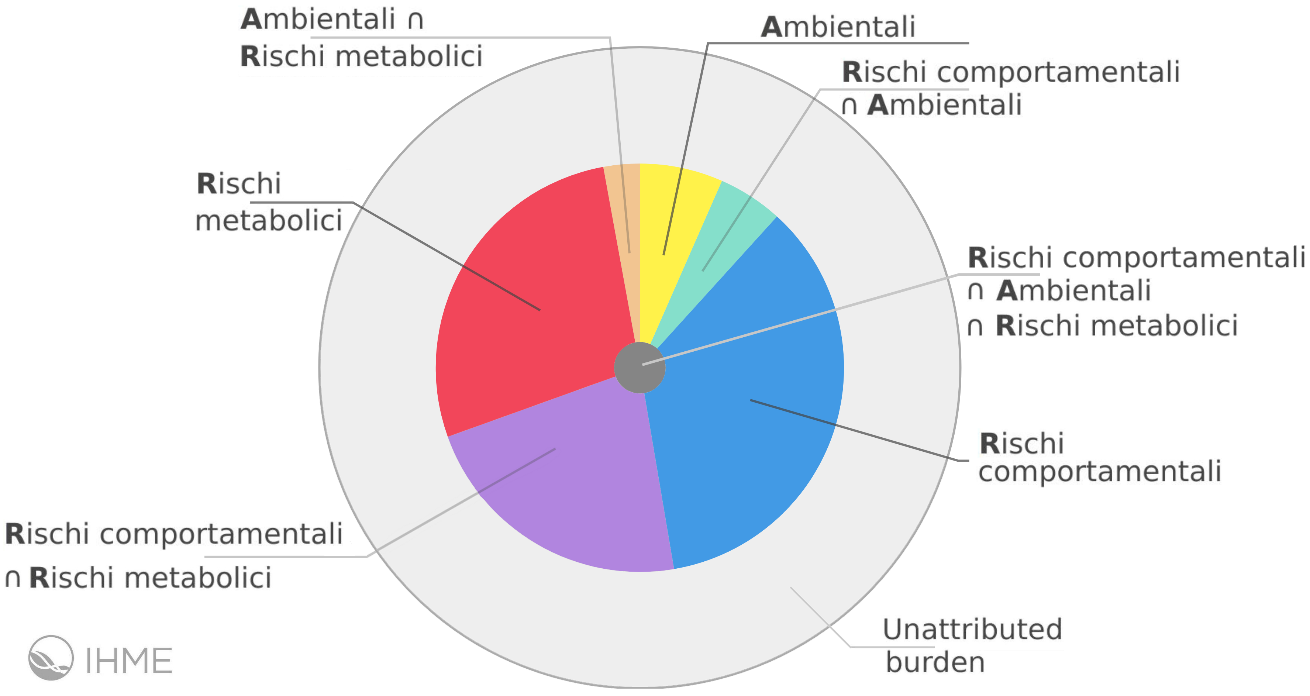 Ambientali ∩
Rischi metabolici
Ambientali
Rischi comportamentali
∩ Ambientali
Rischi
metabolici
Rischi comportamentali
∩ Ambientali
∩ Rischi metabolici
Rischi
comportamentali
Rischi comportamentali
∩ Rischi metabolici
Unattributed
burden
IHME